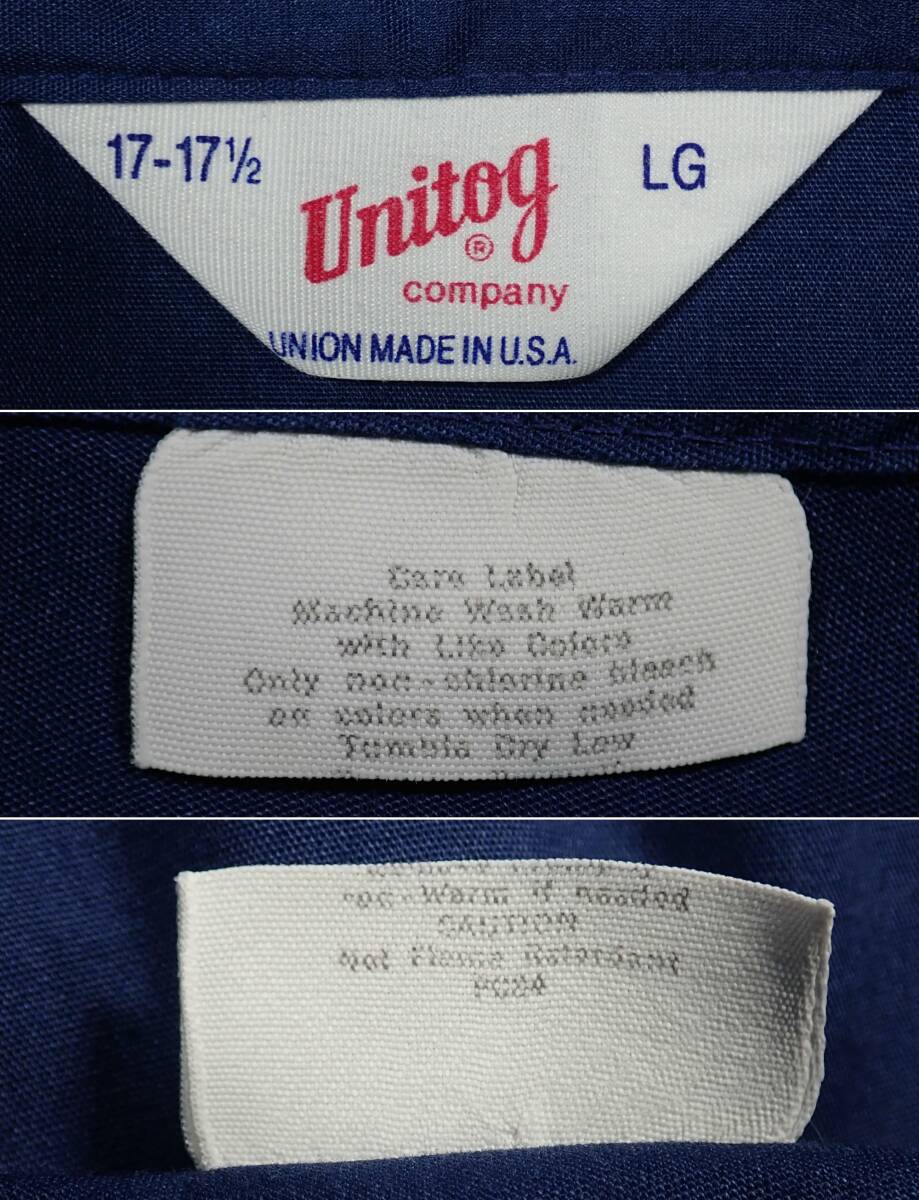 17-17½
Unitog
®
LG
company
UNION MADE IN U.S.A.
Care Label
Machine Wash Warm
with Like Colors
Only non-chlorine bleach
on colors when needed
Tumble Dry Low
Warm if needed
CAUTION
Not Flame Retardant